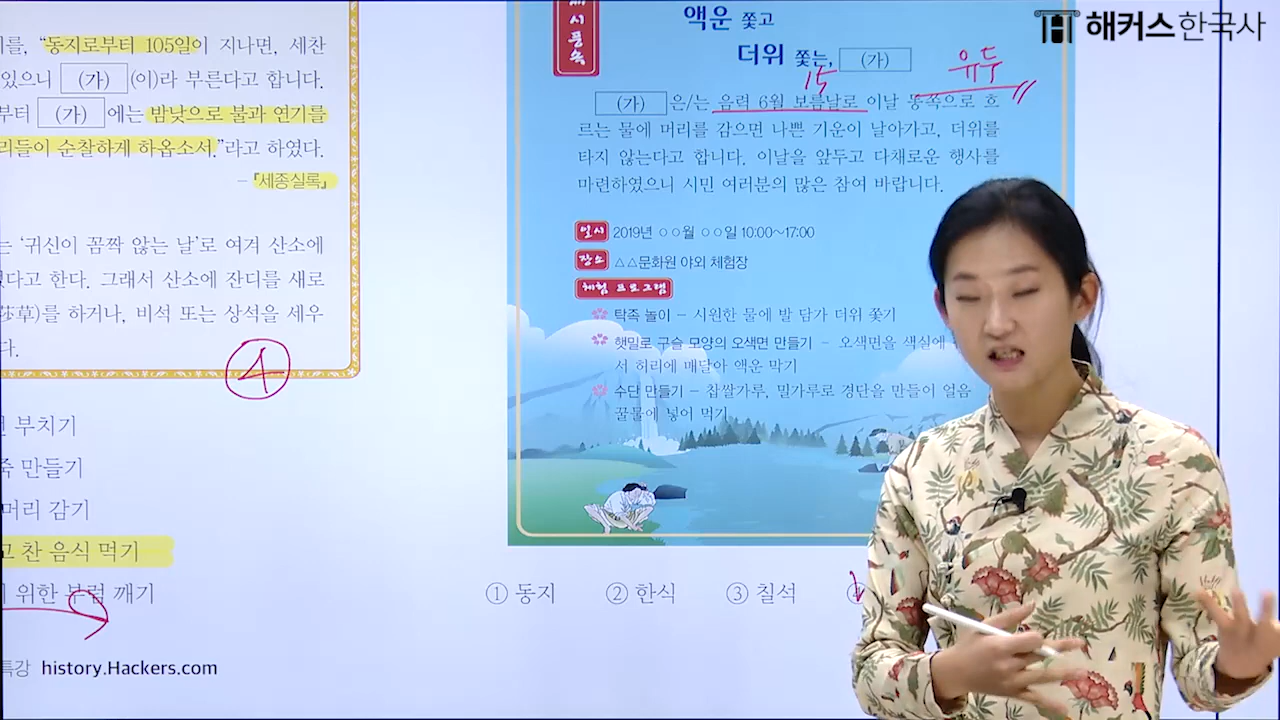 해커스한국사
를, “동지로부터 105일이 지나면, 세찬
있으니 (가) (이)라 부른다고 합니다.
부터 (가) 에는 밤낮으로 불과 연기를
리들이 순찰하게 하옵소서.”라고 하였다.
– 『세종실록』
는 ‘귀신이 꼼짝 않는 날’로 여겨 산소에
다고 한다. 그래서 산소에 잔디를 새로
莎草)를 하거나, 비석 또는 상석을 세우
다.
④
부치기
죽 만들기
머리 감기
고 찬 음식 먹기
위한 부럼 깨기
특강 history.Hackers.com
시 풍속
액운 쫓고
더위 쫓는, (가)
유두
15
(가) 은/는 음력 6월 보름날로 이날 동쪽으로 흐
르는 물에 머리를 감으면 나쁜 기운이 날아가고, 더위를
타지 않는다고 합니다. 이날을 앞두고 다채로운 행사를
마련하였으니 시민 여러분의 많은 참여 바랍니다.
일시 2019년 ○○월 ○○일 10:00~17:00
장소 △△문화원 야외 체험장
체험 프로그램
탁족 놀이 – 시원한 물에 발 담가 더위 쫓기
햇밀로 구슬 모양의 오색면 만들기 – 오색면을 색실에
서 허리에 매달아 액운 막기
수단 만들기 – 찹쌀가루, 밀가루로 경단을 만들어 얼음
꿀물에 넣어 먹기
① 동지 ② 한식 ③ 칠석